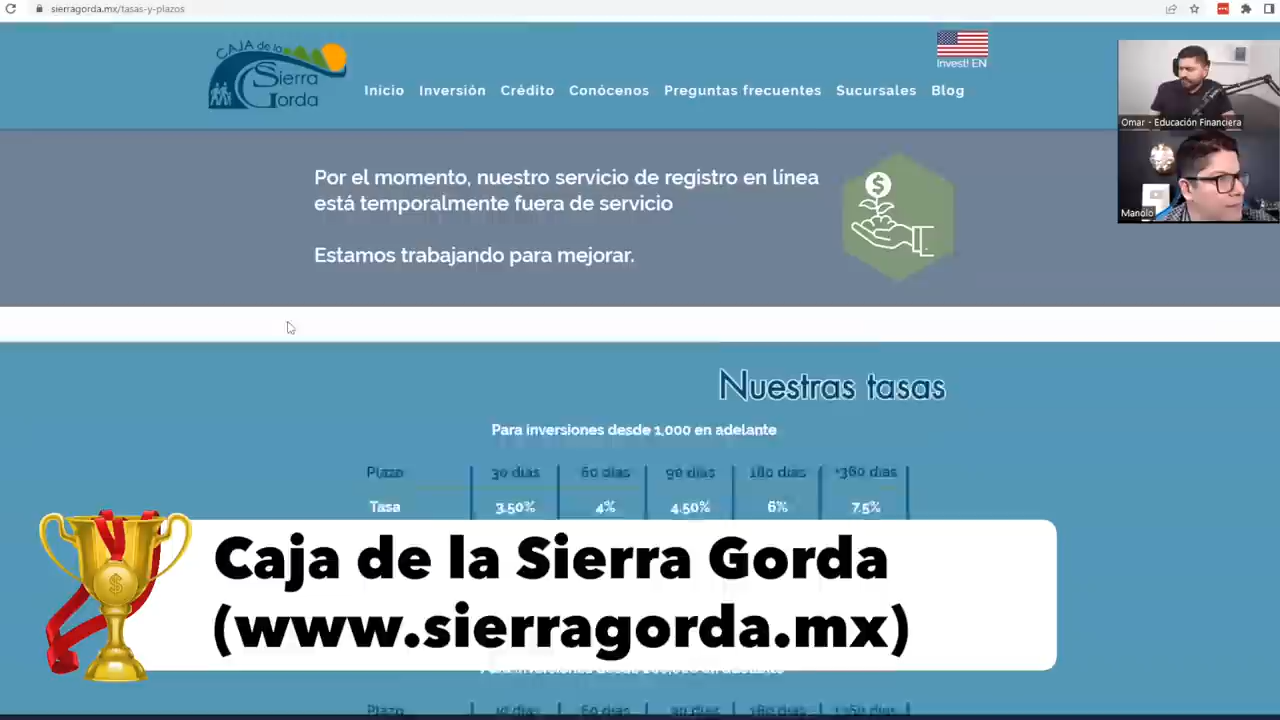 sierragorda.mx/tasas-y-plazos
CAJA de la
Sierra
Gorda
Invest! EN
Inicio Inversión Crédito Conócenos Preguntas frecuentes Sucursales Blog
Omar - Educación Financiera
Manolo
Por el momento, nuestro servicio de registro en línea
está temporalmente fuera de servicio
Estamos trabajando para mejorar.
Nuestras tasas
Para inversiones desde 1,000 en adelante
Plazo 30 días 60 días 90 días 180 días +360 días
Tasa 3.50% 4% 4.50% 6% 7.5%
Caja de la Sierra Gorda
(www.sierragorda.mx)